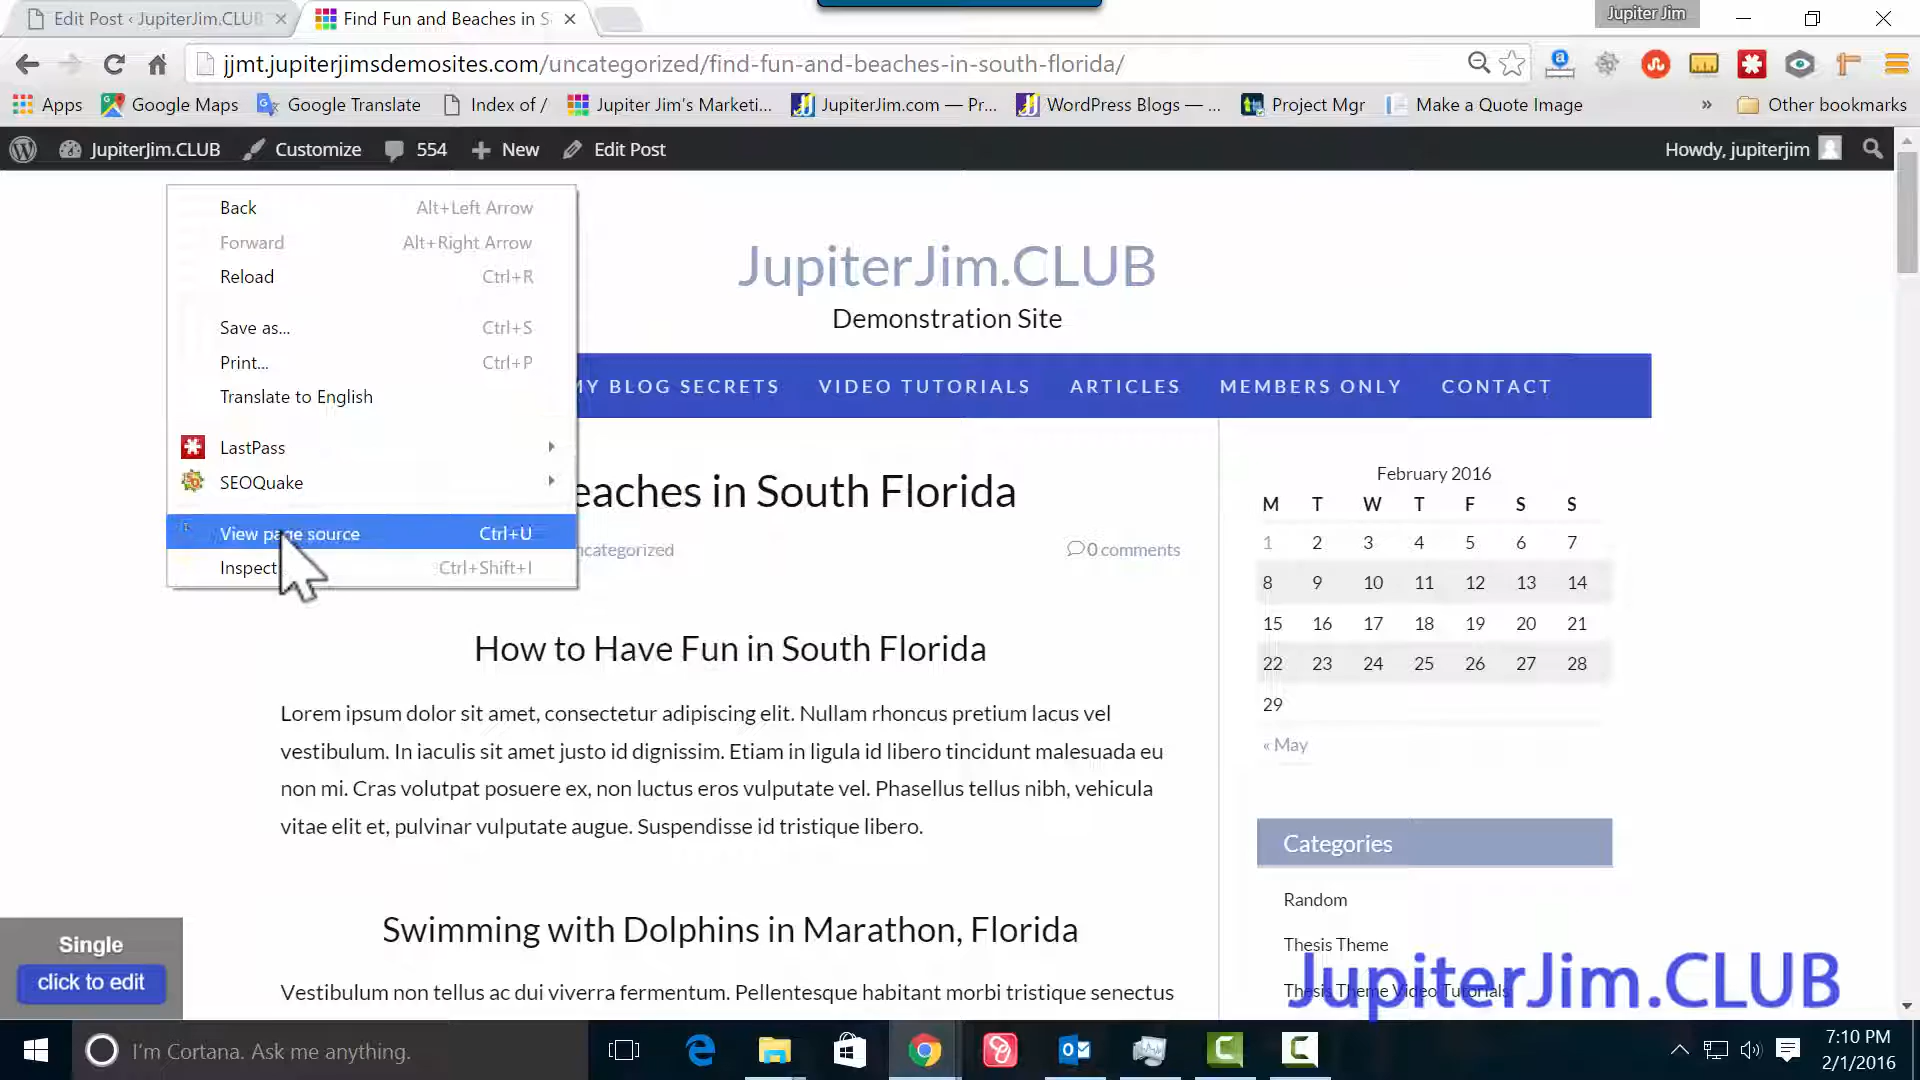 Edit Post ‹ JupiterJim.CLUB
Find Fun and Beaches in S
Jupiter Jim
jjmt.jupiterjimsdemosites.com/uncategorized/find-fun-and-beaches-in-south-florida/
Apps
Google Maps
Google Translate
Index of /
Jupiter Jim's Marketi...
JupiterJim.com — Pr...
WordPress Blogs — ...
Project Mgr
Make a Quote Image
»
Other bookmarks
JupiterJim.CLUB
Customize
554
New
Edit Post
Howdy, jupiterjim
Back Alt+Left Arrow
Forward Alt+Right Arrow
Reload Ctrl+R
Save as... Ctrl+S
Print... Ctrl+P
Translate to English
LastPass
SEOQuake
View page source Ctrl+U
Inspect Ctrl+Shift+I
JupiterJim.CLUB
Demonstration Site
MY BLOG SECRETS VIDEO TUTORIALS ARTICLES MEMBERS ONLY CONTACT
eaches in South Florida
ncategorized
0 comments
How to Have Fun in South Florida
Lorem ipsum dolor sit amet, consectetur adipiscing elit. Nullam rhoncus pretium lacus vel
vestibulum. In iaculis sit amet justo id dignissim. Etiam in ligula id libero tincidunt malesuada eu
non mi. Cras volutpat posuere ex, non luctus eros vulputate vel. Phasellus tellus nibh, vehicula
vitae elit et, pulvinar vulputate augue. Suspendisse id tristique libero.
Swimming with Dolphins in Marathon, Florida
Vestibulum non tellus ac dui viverra fermentum. Pellentesque habitant morbi tristique senectus
February 2016
M T W T F S S
1 2 3 4 5 6 7
8 9 10 11 12 13 14
15 16 17 18 19 20 21
22 23 24 25 26 27 28
29
« May
Categories
Random
Thesis Theme
Thesis Theme Video Tutorials
JupiterJim.CLUB
Single
click to edit
I'm Cortana. Ask me anything.
7:10 PM
2/1/2016